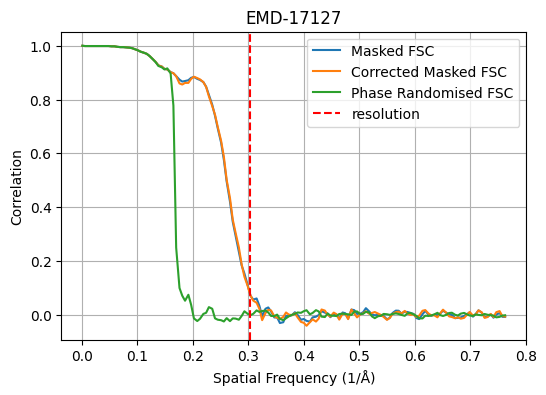 EMD-17127
Masked FSC
Corrected Masked FSC
Phase Randomised FSC
resolution
Correlation
1.0
0.8
0.6
0.4
0.2
0.0
0.0 0.1 0.2 0.3 0.4 0.5 0.6 0.7 0.8
Spatial Frequency (1/Å)